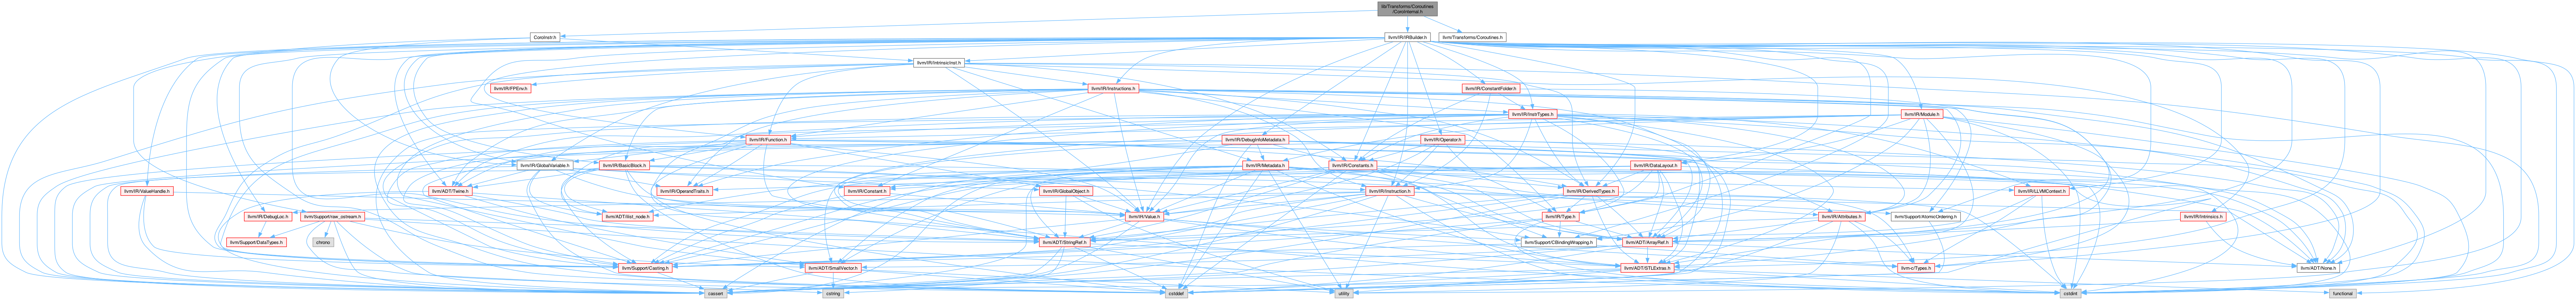 lib/Transforms/Coroutines
/CoroInternal.h
CoroInstr.h
llvm/IR/IRBuilder.h
llvm/Transforms/Coroutines.h
llvm/IR/IntrinsicInst.h
llvm/IR/FPEnv.h
llvm/IR/Instructions.h
llvm/IR/ConstantFolder.h
llvm/IR/InstrTypes.h
llvm/IR/Module.h
llvm/IR/Function.h
llvm/IR/DebugInfoMetadata.h
llvm/IR/Operator.h
llvm/IR/GlobalVariable.h
llvm/IR/BasicBlock.h
llvm/IR/Metadata.h
llvm/IR/Constants.h
llvm/IR/DataLayout.h
llvm/IR/ValueHandle.h
llvm/ADT/Twine.h
llvm/IR/OperandTraits.h
llvm/IR/Constant.h
llvm/IR/GlobalObject.h
llvm/IR/Instruction.h
llvm/IR/DerivedTypes.h
llvm/IR/LLVMContext.h
llvm/IR/DebugLoc.h
llvm/Support/raw_ostream.h
llvm/ADT/ilist_node.h
llvm/IR/Value.h
llvm/IR/Type.h
llvm/IR/Attributes.h
llvm/Support/AtomicOrdering.h
llvm/IR/Intrinsics.h
llvm/Support/DataTypes.h
chrono
llvm/ADT/StringRef.h
llvm/Support/CBindingWrapping.h
llvm/ADT/ArrayRef.h
llvm/Support/Casting.h
llvm/ADT/SmallVector.h
llvm/ADT/STLExtras.h
llvm-c/Types.h
llvm/ADT/None.h
cassert
cstring
cstddef
utility
cstdint
functional